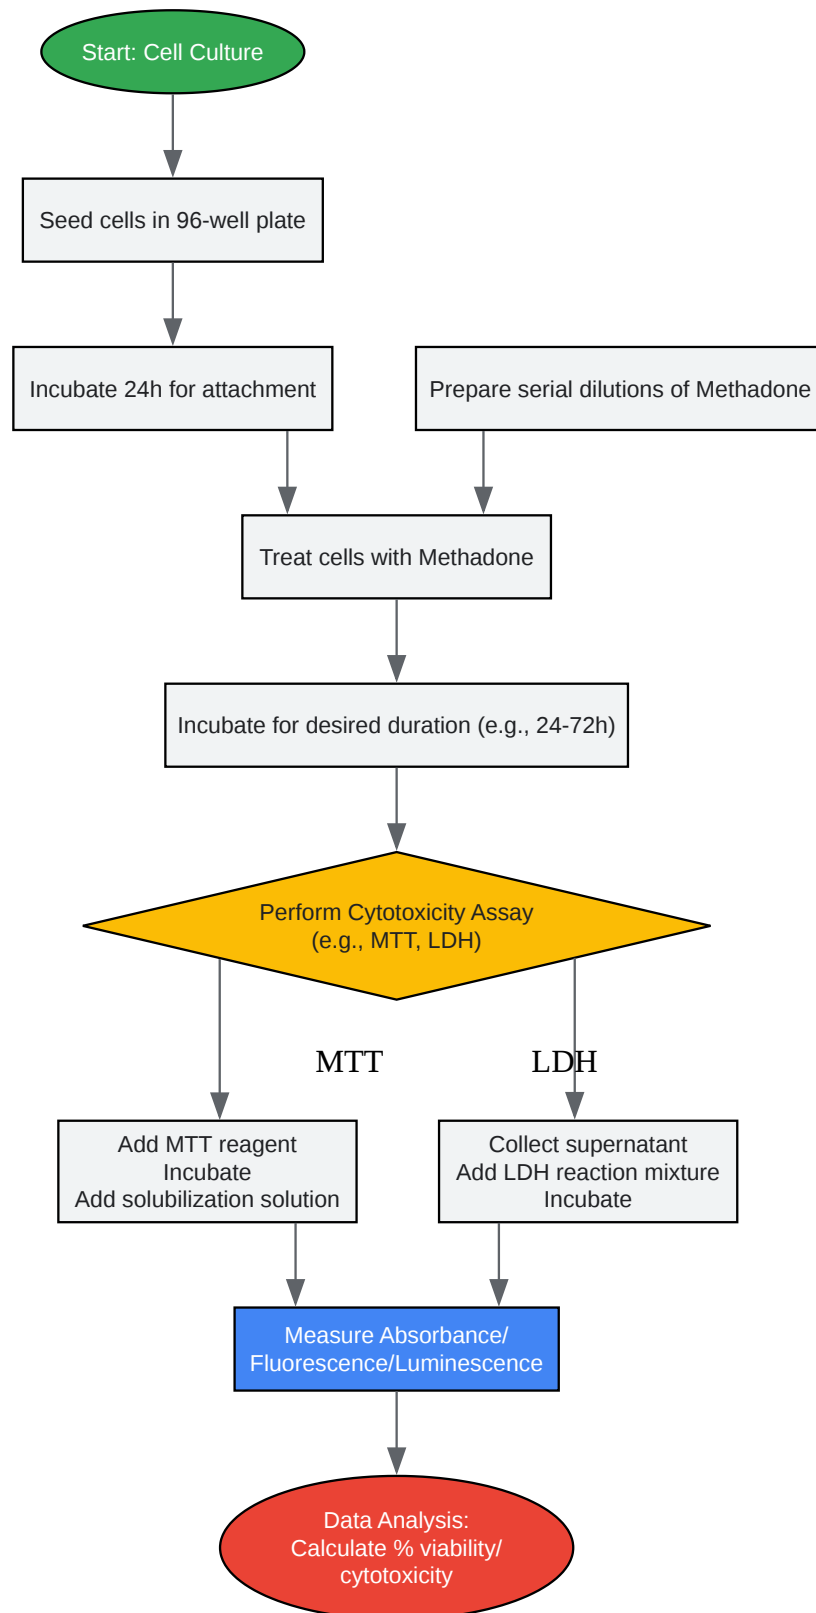 Start: Cell Culture
Seed cells in 96-well plate
Incubate 24h for attachment
Prepare serial dilutions of Methadone
Treat cells with Methadone
Incubate for desired duration (e.g., 24-72h)
Perform Cytotoxicity Assay
(e.g., MTT, LDH)
MTT
LDH
Add MTT reagent
Incubate
Add solubilization solution
Collect supernatant
Add LDH reaction mixture
Incubate
Measure Absorbance/
Fluorescence/Luminescence
Data Analysis:
Calculate % viability/
cytotoxicity